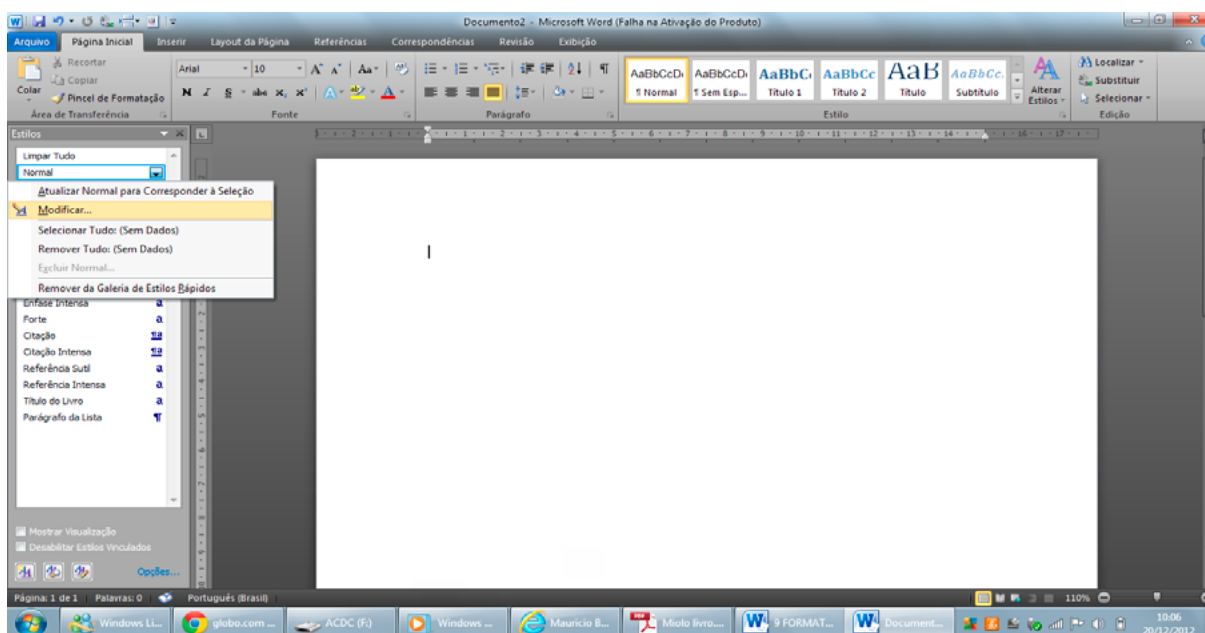 Documento2 - Microsoft Word (Falha na Ativação do Produto)
Arquivo Página Inicial Inserir Layout da Página Referências Correspondências Revisão Exibição
Colar
Recortar
Copiar
Pincel de Formatação
Área de Transferência
Arial 10
N I S abc x, x²
Fonte
Parágrafo
AaBbCcDc AaBbCcDc AaBbC AaBbCc AaB AaBbCc.
¶ Normal ¶ Sem Esp... Título 1 Título 2 Título Subtítulo
Alterar Estilos
Estilo
Localizar
Substituir
Selecionar
Edição
Estilos
Limpar Tudo
Normal
Atualizar Normal para Corresponder à Seleção
Modificar...
Selecionar Tudo: (Sem Dados)
Remover Tudo: (Sem Dados)
Excluir Normal...
Remover da Galeria de Estilos Rápidos
Ênfase Intensa
Forte
Citação
Citação Intensa
Referência Sutil
Referência Intensa
Título do Livro
Parágrafo da Lista
Mostrar Visualização
Desabilitar Estilos Vinculados
Opções...
Página: 1 de 1 Palavras: 0 Português (Brasil) 110%
Windows Li... globo.com ... ACDC (F:) Windows ... Mauricio B... Miolo livro.... 9 FORMAT... Document...
10:06
20/12/2012